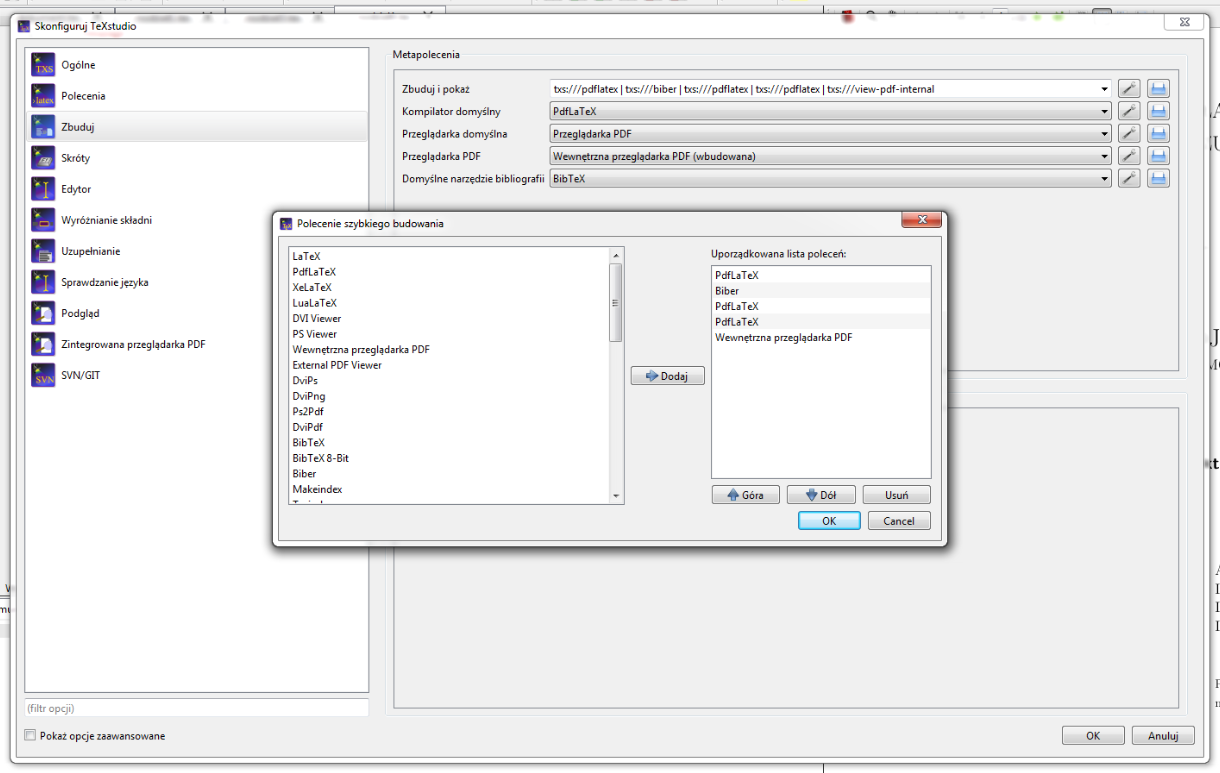 Skonfiguruj TeXstudio
Ogólne
Polecenia
Zbuduj
Skróty
Edytor
Wyróżnianie składni
Uzupełnianie
Sprawdzanie języka
Podgląd
Zintegrowana przeglądarka PDF
SVN/GIT
(filtr opcji)
Pokaż opcje zaawansowane
Metapolecenia
Zbuduj i pokaż txs:///pdflatex | txs:///biber | txs:///pdflatex | txs:///pdflatex | txs:///view-pdf-internal
Kompilator domyślny PdfLaTeX
Przeglądarka domyślna Przeglądarka PDF
Przeglądarka PDF Wewnętrzna przeglądarka PDF (wbudowana)
Domyślne narzędzie bibliografii BibTeX
Polecenie szybkiego budowania
LaTeX
PdfLaTeX
XeLaTeX
LuaLaTeX
DVI Viewer
PS Viewer
Wewnętrzna przeglądarka PDF
External PDF Viewer
DviPs
DviPng
Ps2Pdf
DviPdf
BibTeX
BibTeX 8-Bit
Biber
Makeindex
Dodaj
Uporządkowana lista poleceń:
PdfLaTeX
Biber
PdfLaTeX
PdfLaTeX
Wewnętrzna przeglądarka PDF
Góra Dół Usuń
OK Cancel
OK Anuluj